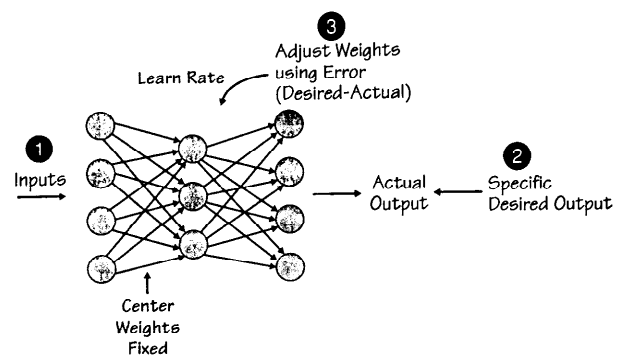 3
Adjust Weights
using Error
(Desired-Actual)
Learn Rate
1
Inputs
2
Specific
Desired Output
Actual
Output
Center
Weights
Fixed